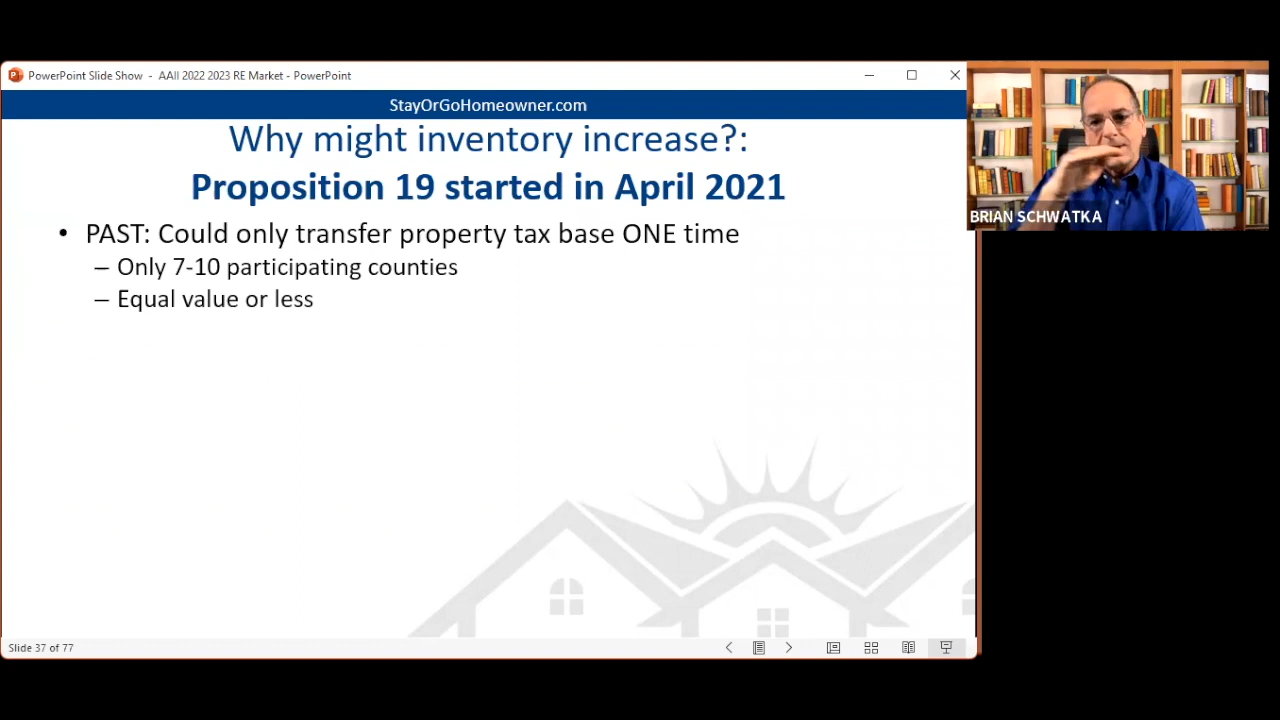 PowerPoint Slide Show - AAII 2022 2023 RE Market - PowerPoint
StayOrGoHomeowner.com
Why might inventory increase?:
Proposition 19 started in April 2021
• PAST: Could only transfer property tax base ONE time
– Only 7-10 participating counties
– Equal value or less
BRIAN SCHWATKA
Slide 37 of 77